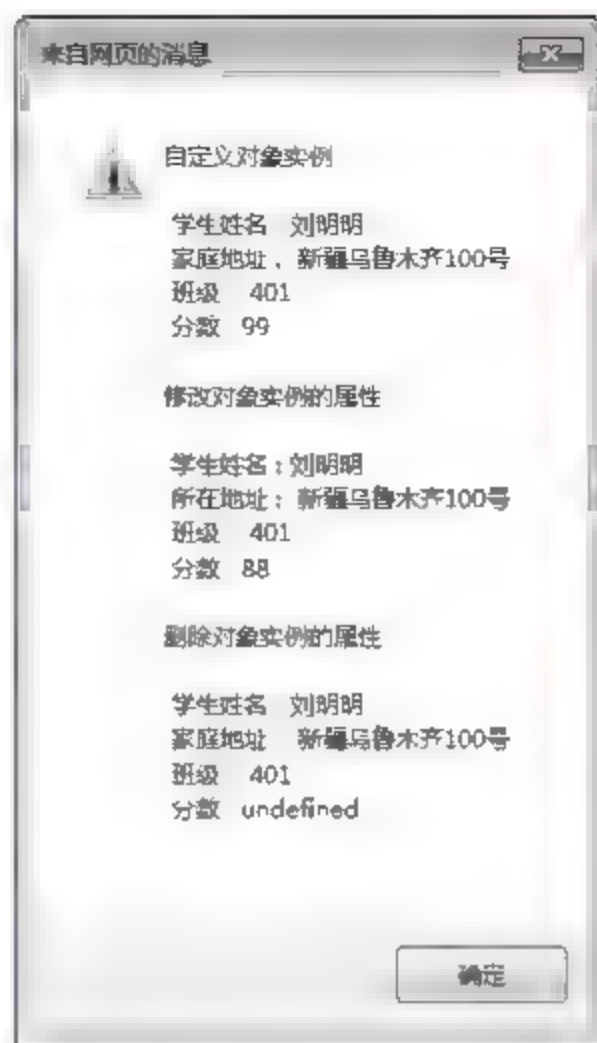 来自网页的消息
自定义对象实例
学生姓名 刘明明
家庭地址：新疆乌鲁木齐100号
班级 401
分数 99
修改对象实例的属性
学生姓名：刘明明
所在地址：新疆乌鲁木齐100号
班级 401
分数 88
删除对象实例的属性
学生姓名 刘明明
家庭地址 新疆乌鲁木齐100号
班级 401
分数 undefined
确定